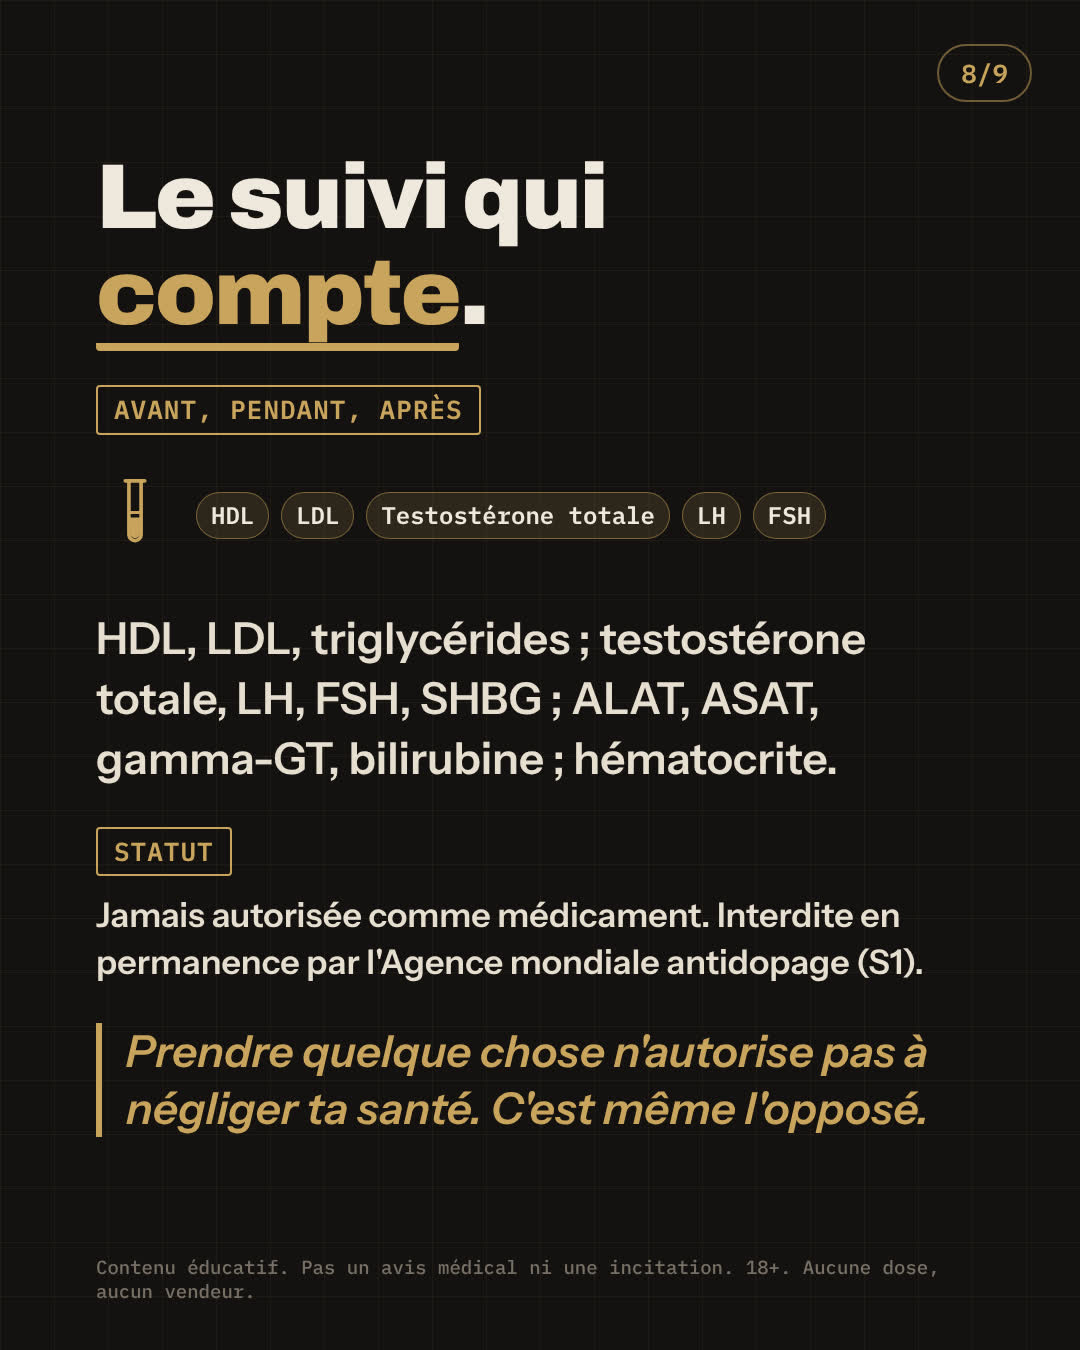 8/9
Le suivi qui
compte.
AVANT, PENDANT, APRÈS
HDL LDL Testostérone totale LH FSH
HDL, LDL, triglycérides ; testostérone
totale, LH, FSH, SHBG ; ALAT, ASAT,
gamma-GT, bilirubine ; hématocrite.
STATUT
Jamais autorisée comme médicament. Interdite en
permanence par l'Agence mondiale antidopage (S1).
Prendre quelque chose n'autorise pas à
négliger ta santé. C'est même l'opposé.
Contenu éducatif. Pas un avis médical ni une incitation. 18+. Aucune dose,
aucun vendeur.